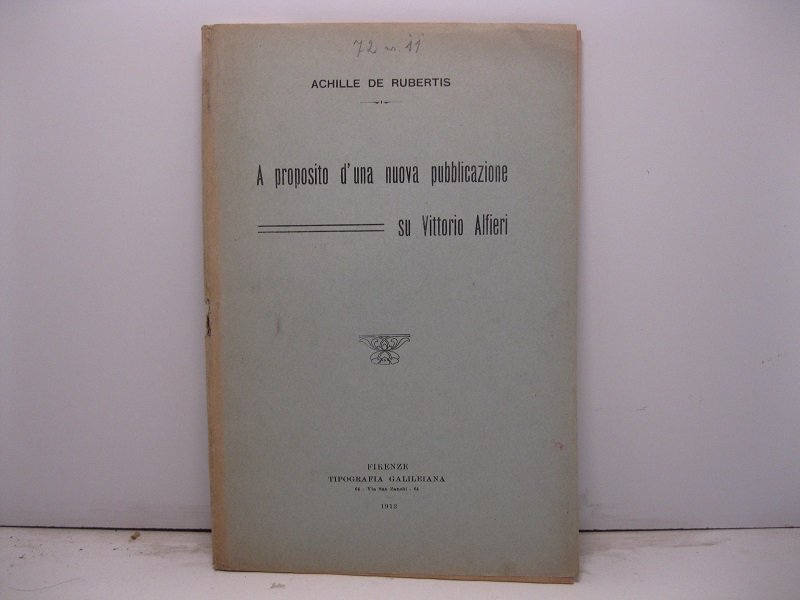 72 nr. 11
ACHILLE DE RUBERTIS
A proposito d'una nuova pubblicazione
su Vittorio Alfieri
FIRENZE
TIPOGRAFIA GALILEIANA
64 - Via San Zanobi - 64